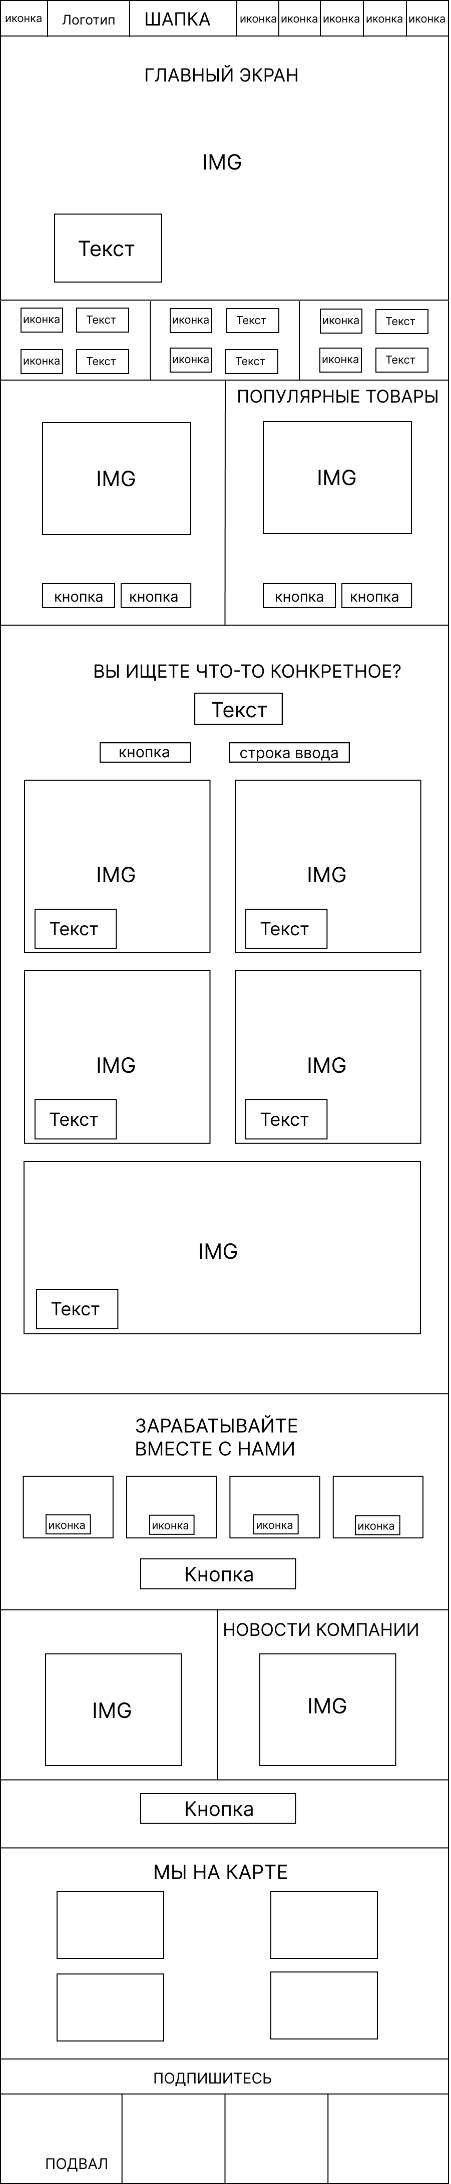 иконка Логотип ШАПКА иконка иконка иконка иконка иконка
ГЛАВНЫЙ ЭКРАН
IMG
Текст
иконка Текст иконка Текст иконка Текст
иконка Текст иконка Текст иконка Текст
ПОПУЛЯРНЫЕ ТОВАРЫ
IMG IMG
кнопка кнопка кнопка кнопка
ВЫ ИЩЕТЕ ЧТО-ТО КОНКРЕТНОЕ?
Текст
кнопка строка ввода
IMG IMG
Текст Текст
IMG IMG
Текст Текст
IMG
Текст
ЗАРАБАТЫВАЙТЕ
ВМЕСТЕ С НАМИ
иконка иконка иконка иконка
Кнопка
НОВОСТИ КОМПАНИИ
IMG IMG
Кнопка
МЫ НА КАРТЕ
ПОДПИШИТЕСЬ
ПОДВАЛ